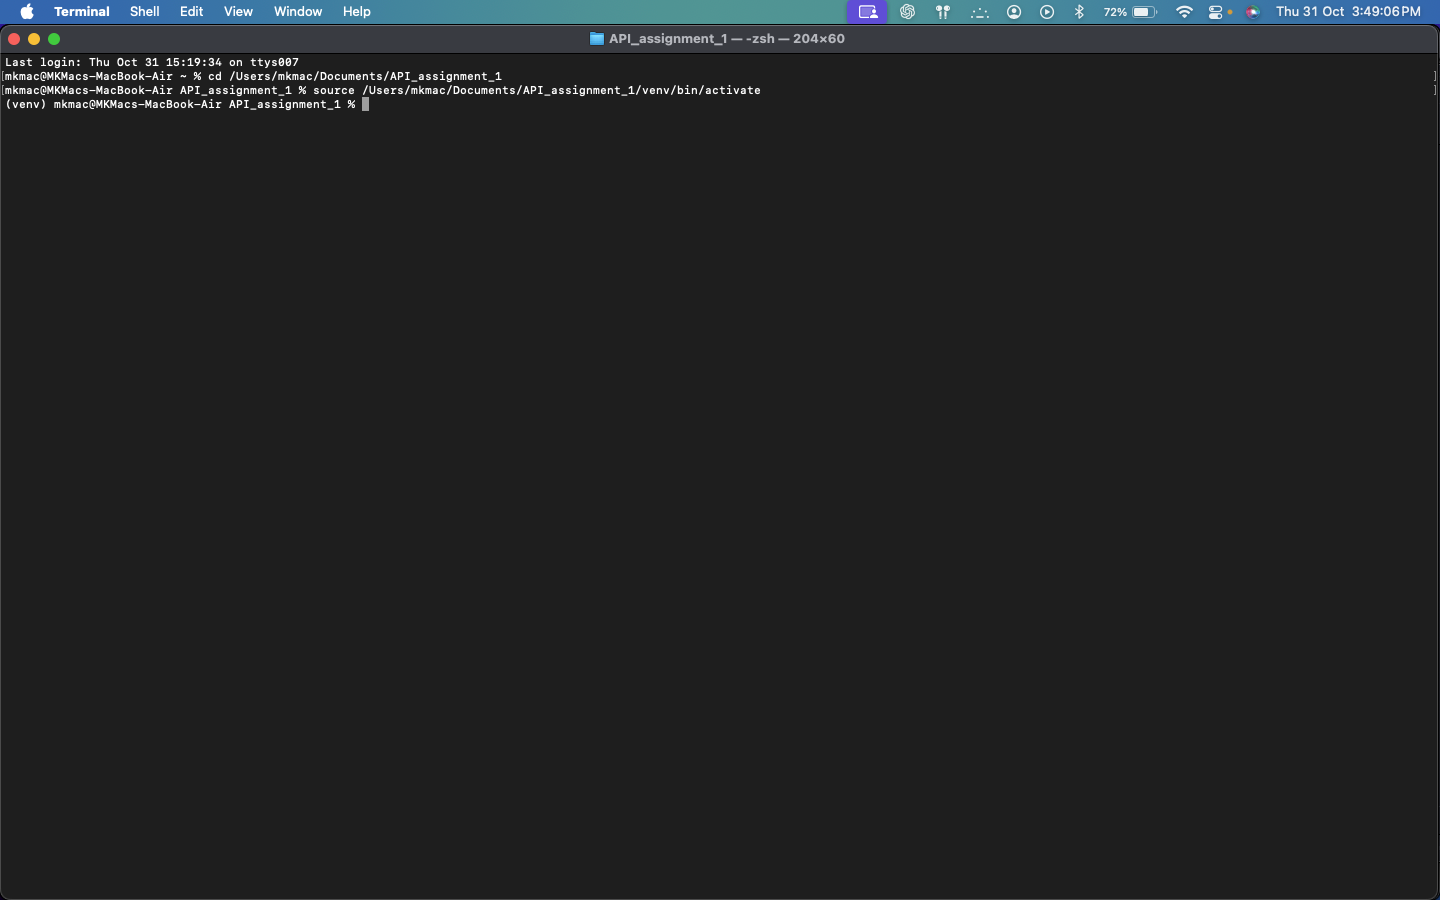 Terminal Shell Edit View Window Help 72% Thu 31 Oct 3:49:06 PM
API_assignment_1 — -zsh — 204×60
Last login: Thu Oct 31 15:19:34 on ttys007
[mkmac@MKMacs-MacBook-Air ~ % cd /Users/mkmac/Documents/API_assignment_1 ]
[mkmac@MKMacs-MacBook-Air API_assignment_1 % source /Users/mkmac/Documents/API_assignment_1/venv/bin/activate ]
(venv) mkmac@MKMacs-MacBook-Air API_assignment_1 %